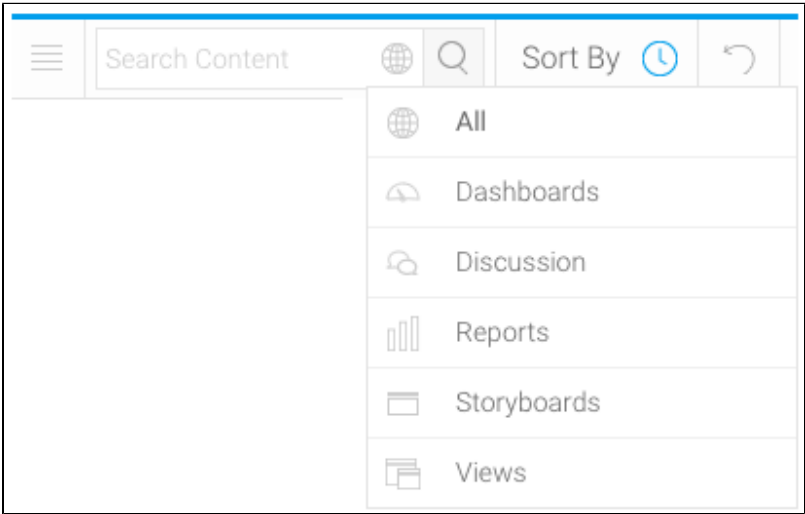 Search Content
Sort By
All
Dashboards
Discussion
Reports
Storyboards
Views